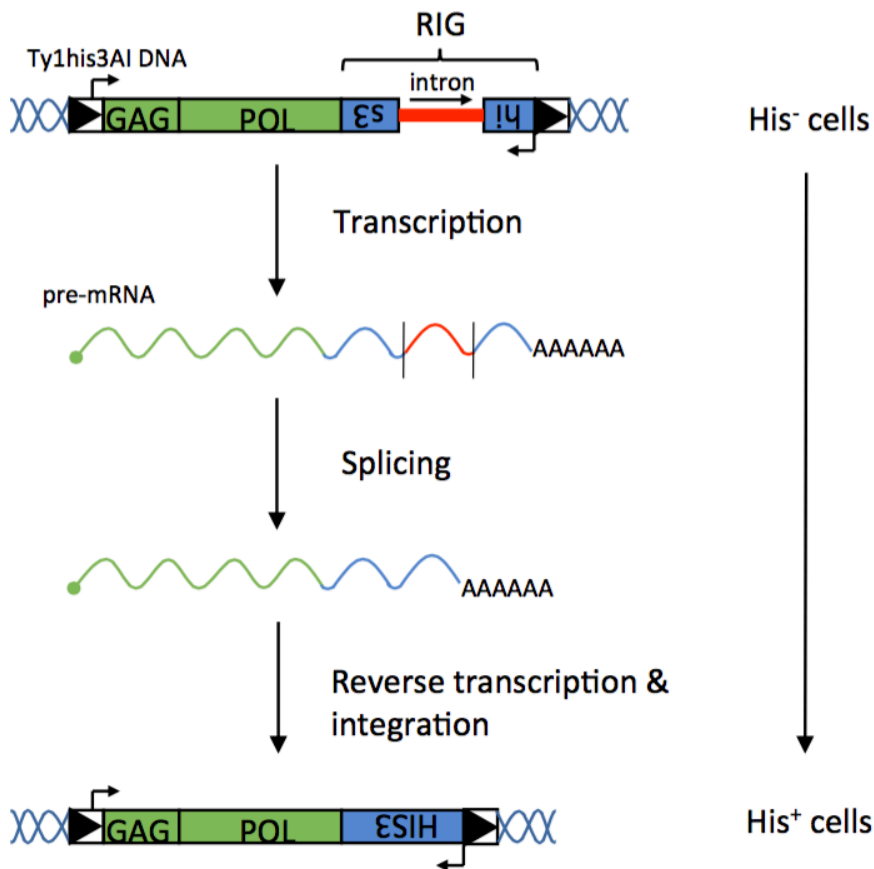 RIG
Ty1his3AI DNA
intron
GAG POL s3 hi
His- cells
Transcription
pre-mRNA
AAAAAA
Splicing
AAAAAA
Reverse transcription &
integration
GAG POL HIS3
His+ cells